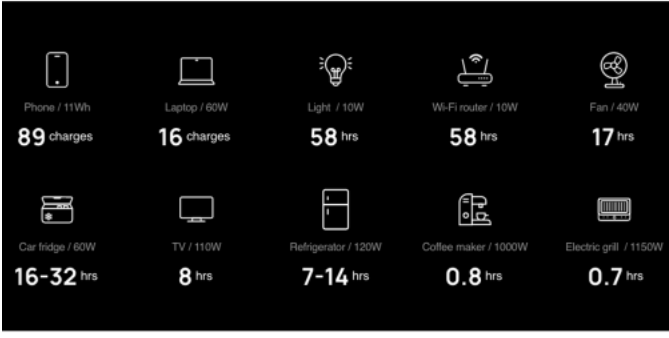 Phone / 11Wh
89 charges
Laptop / 60W
16 charges
Light / 10W
58 hrs
Wi-Fi router / 10W
58 hrs
Fan / 40W
17 hrs
Car fridge / 60W
16-32 hrs
TV / 110W
8 hrs
Refrigerator / 120W
7-14 hrs
Coffee maker / 1000W
0.8 hrs
Electric grill / 1150W
0.7 hrs